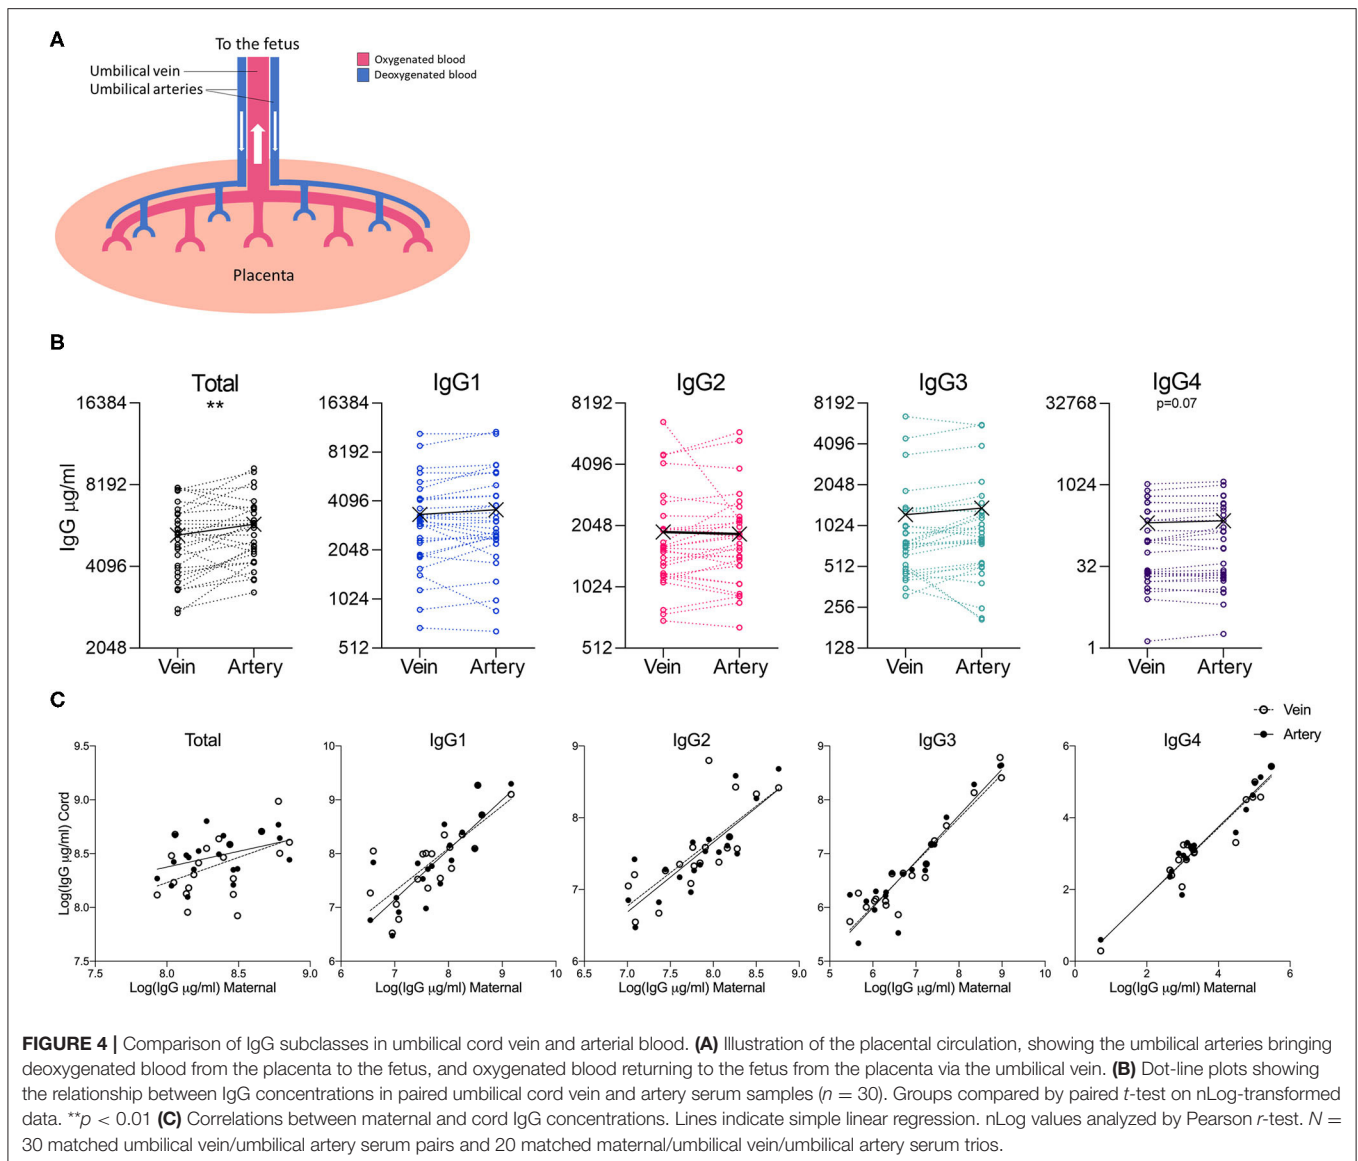 A
To the fetus
Umbilical vein
Umbilical arteries
Oxygenated blood
Deoxygenated blood
Placenta
B
Total
**
IgG1
IgG2
IgG3
IgG4
p=0.07
IgG µg/ml
16384
8192
4096
2048
Vein Artery
16384
8192
4096
2048
1024
512
Vein Artery
8192
4096
2048
1024
512
Vein Artery
8192
4096
2048
1024
512
256
128
Vein Artery
32768
1024
32
1
Vein Artery
C
Vein
Artery
Total
Log(IgG µg/ml) Cord
9.5
9.0
8.5
8.0
7.5
7.5 8.0 8.5 9.0
Log(IgG µg/ml) Maternal
IgG1
10
9
8
7
6
6 7 8 9 10
Log(IgG µg/ml) Maternal
IgG2
9
8
7
6
6.5 7.0 7.5 8.0 8.5 9.0
Log(IgG µg/ml) Maternal
IgG3
9
8
7
6
5
5 6 7 8 9 10
Log(IgG µg/ml) Maternal
IgG4
6
4
2
0
0 2 4 6
Log(IgG µg/ml) Maternal
FIGURE 4 | Comparison of IgG subclasses in umbilical cord vein and arterial blood. (A) Illustration of the placental circulation, showing the umbilical arteries bringing
deoxygenated blood from the placenta to the fetus, and oxygenated blood returning to the fetus from the placenta via the umbilical vein. (B) Dot-line plots showing
the relationship between IgG concentrations in paired umbilical cord vein and artery serum samples (n = 30). Groups compared by paired t-test on nLog-transformed
data. **p < 0.01 (C) Correlations between maternal and cord IgG concentrations. Lines indicate simple linear regression. nLog values analyzed by Pearson r-test. N =
30 matched umbilical vein/umbilical artery serum pairs and 20 matched maternal/umbilical vein/umbilical artery serum trios.